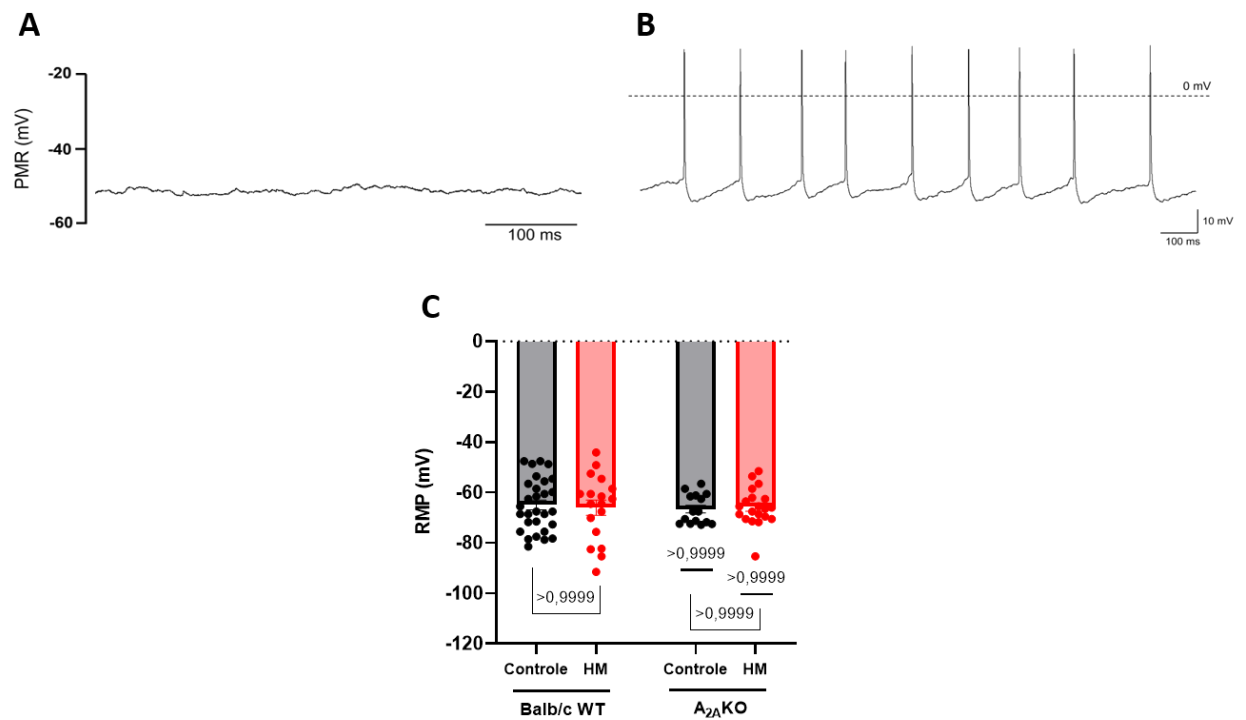 A
PMR (mV)
-20
-40
-60
100 ms
B
0 mV
10 mV
100 ms
C
RMP (mV)
0
-20
-40
-60
-80
-100
-120
>0,9999
>0,9999
>0,9999
>0,9999
Controle HM Controle HM
Balb/c WT A2AKO